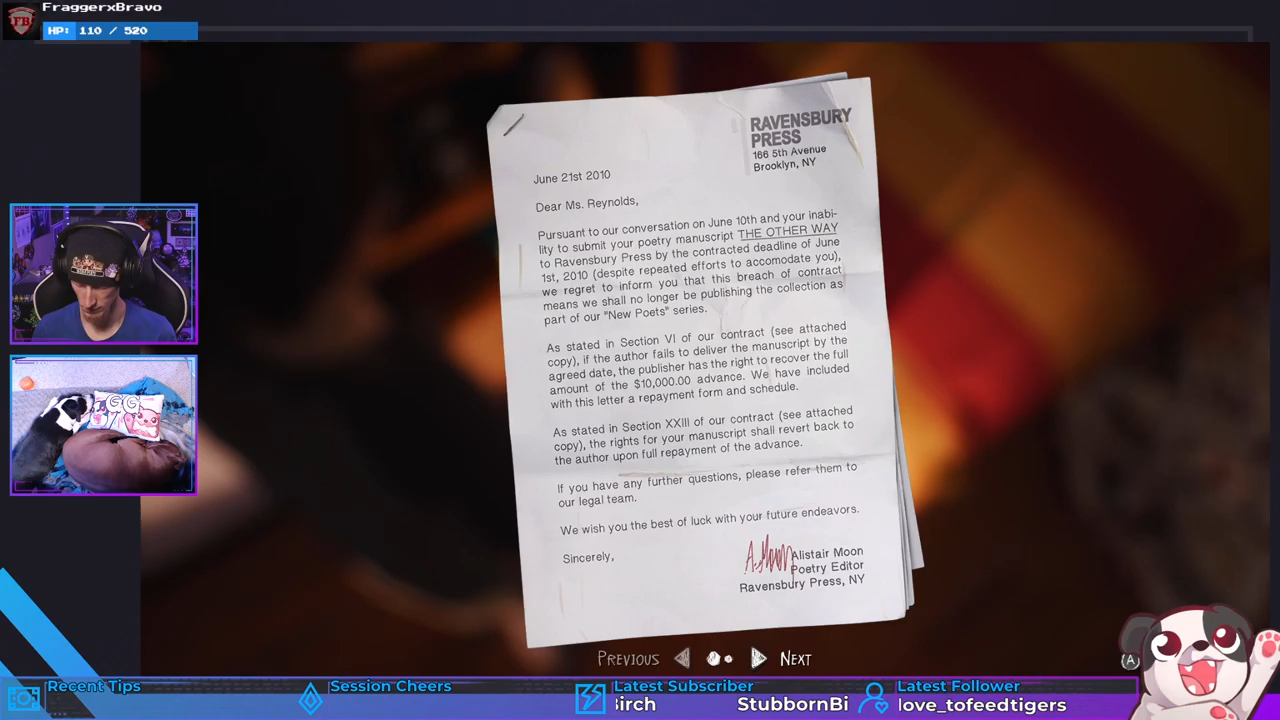 FraggerxBravo
HP: 110 / 520
RAVENSBURY
PRESS
166 5th Avenue
Brooklyn, NY
June 21st 2010
Dear Ms. Reynolds,
Pursuant to our conversation on June 10th and your inabi-
lity to submit your poetry manuscript THE OTHER WAY
to Ravensbury Press by the contracted deadline of June
1st, 2010 (despite repeated efforts to accomodate you),
we regret to inform you that this breach of contract
means we shall no longer be publishing the collection as
part of our "New Poets" series.
As stated in Section VI of our contract (see attached
copy), if the author fails to deliver the manuscript by the
agreed date, the publisher has the right to recover the full
amount of the $10,000.00 advance. We have included
with this letter a repayment form and schedule.
As stated in Section XXIII of our contract (see attached
copy), the rights for your manuscript shall revert back to
the author upon full repayment of the advance.
If you have any further questions, please refer them to
our legal team.
We wish you the best of luck with your future endeavors.
Sincerely,
A.Moon
Alistair Moon
Poetry Editor
Ravensbury Press, NY
PREVIOUS NEXT
(A)
Recent Tips
Session Cheers
Latest Subscriber
Birch StubbornBi
Latest Follower
love_tofeedtigers
FB
GG